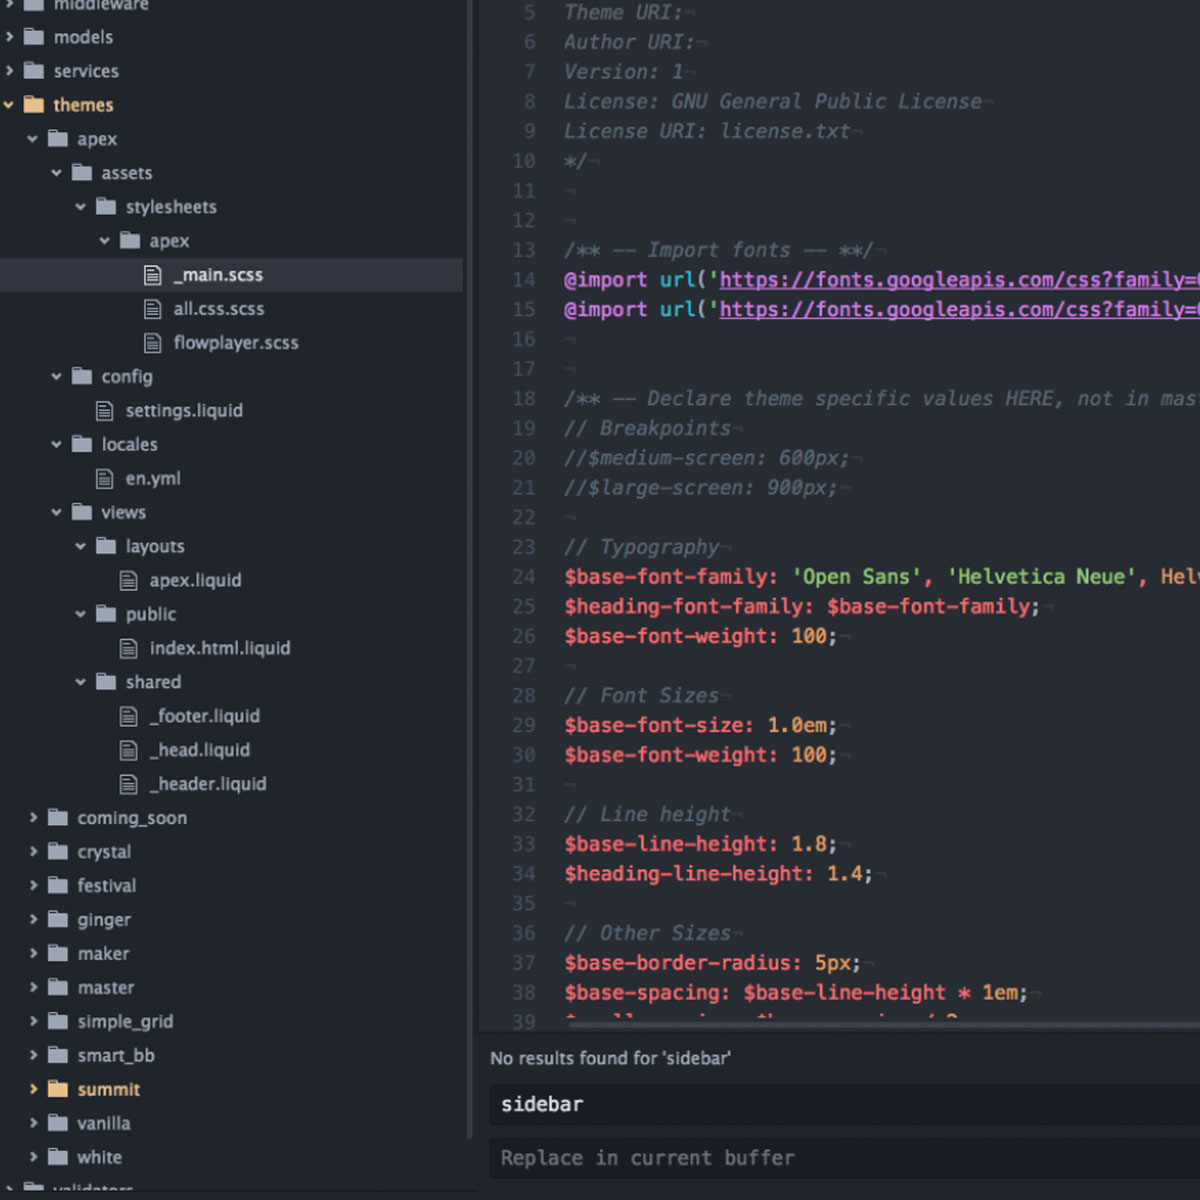 middleware
models
services
themes
apex
assets
stylesheets
apex
_main.scss
all.css.scss
flowplayer.scss
config
settings.liquid
locales
en.yml
views
layouts
apex.liquid
public
index.html.liquid
shared
_footer.liquid
_head.liquid
_header.liquid
coming_soon
crystal
festival
ginger
maker
master
simple_grid
smart_bb
summit
vanilla
white
validators
5 Theme URI:¬
6 Author URI:¬
7 Version: 1¬
8 License: GNU General Public License¬
9 License URI: license.txt¬
10 */¬
11 ¬
12 ¬
13 /** -- Import fonts -- **/¬
14 @import url('https://fonts.googleapis.com/css?family=
15 @import url('https://fonts.googleapis.com/css?family=
16 ¬
17 ¬
18 /** -- Declare theme specific values HERE, not in mas
19 // Breakpoints¬
20 //$medium-screen: 600px;¬
21 //$large-screen: 900px;¬
22 ¬
23 // Typography¬
24 $base-font-family: 'Open Sans', 'Helvetica Neue', Hel
25 $heading-font-family: $base-font-family;¬
26 $base-font-weight: 100;¬
27 ¬
28 // Font Sizes¬
29 $base-font-size: 1.0em;¬
30 $base-font-weight: 100;¬
31 ¬
32 // Line height¬
33 $base-line-height: 1.8;¬
34 $heading-line-height: 1.4;¬
35 ¬
36 // Other Sizes¬
37 $base-border-radius: 5px;¬
38 $base-spacing: $base-line-height * 1em;¬
39
No results found for 'sidebar'
sidebar
Replace in current buffer